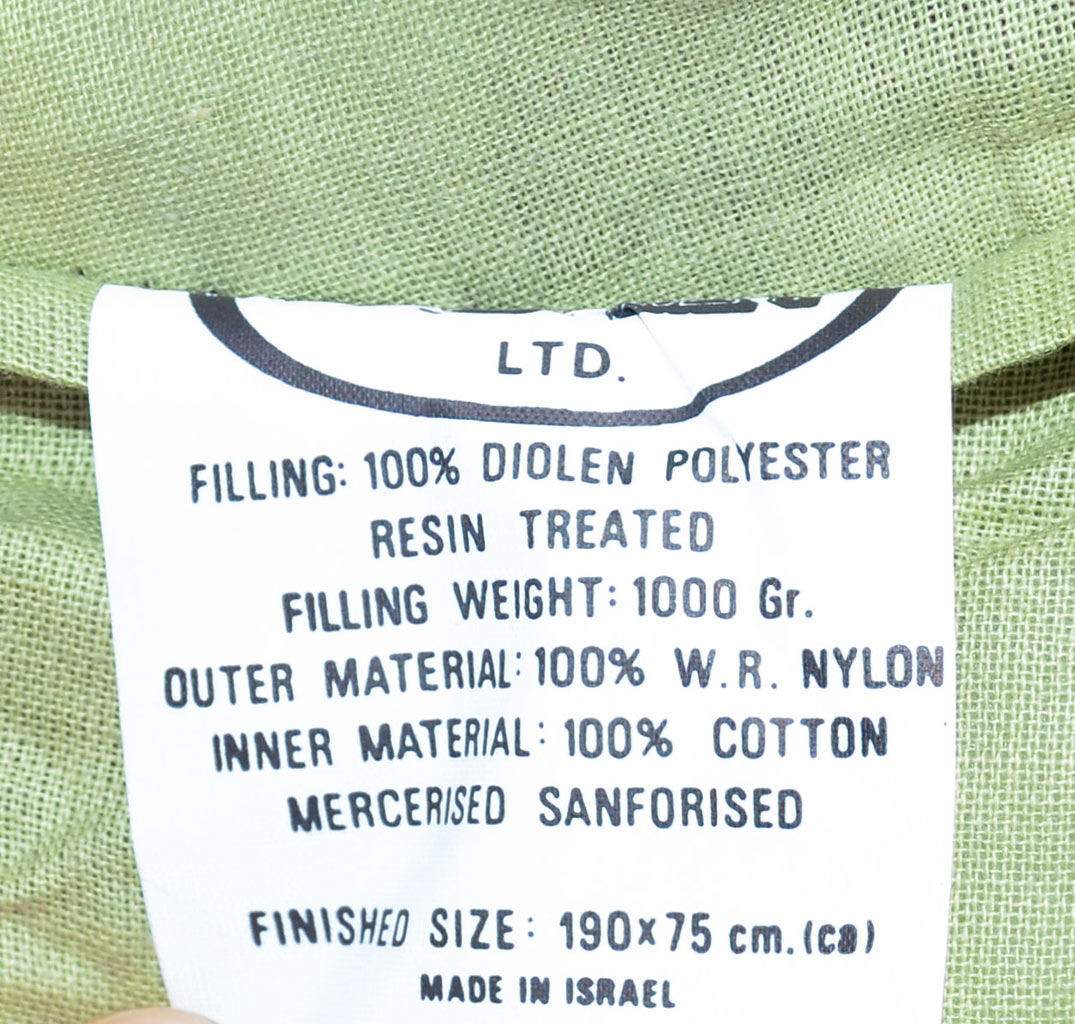 LTD.
FILLING: 100% DIOLEN POLYESTER
RESIN TREATED
FILLING WEIGHT: 1000 Gr.
OUTER MATERIAL: 100% W.R. NYLON
INNER MATERIAL: 100% COTTON
MERCERISED SANFORISED
FINISHED SIZE: 190x75 cm. (ca)
MADE IN ISRAEL